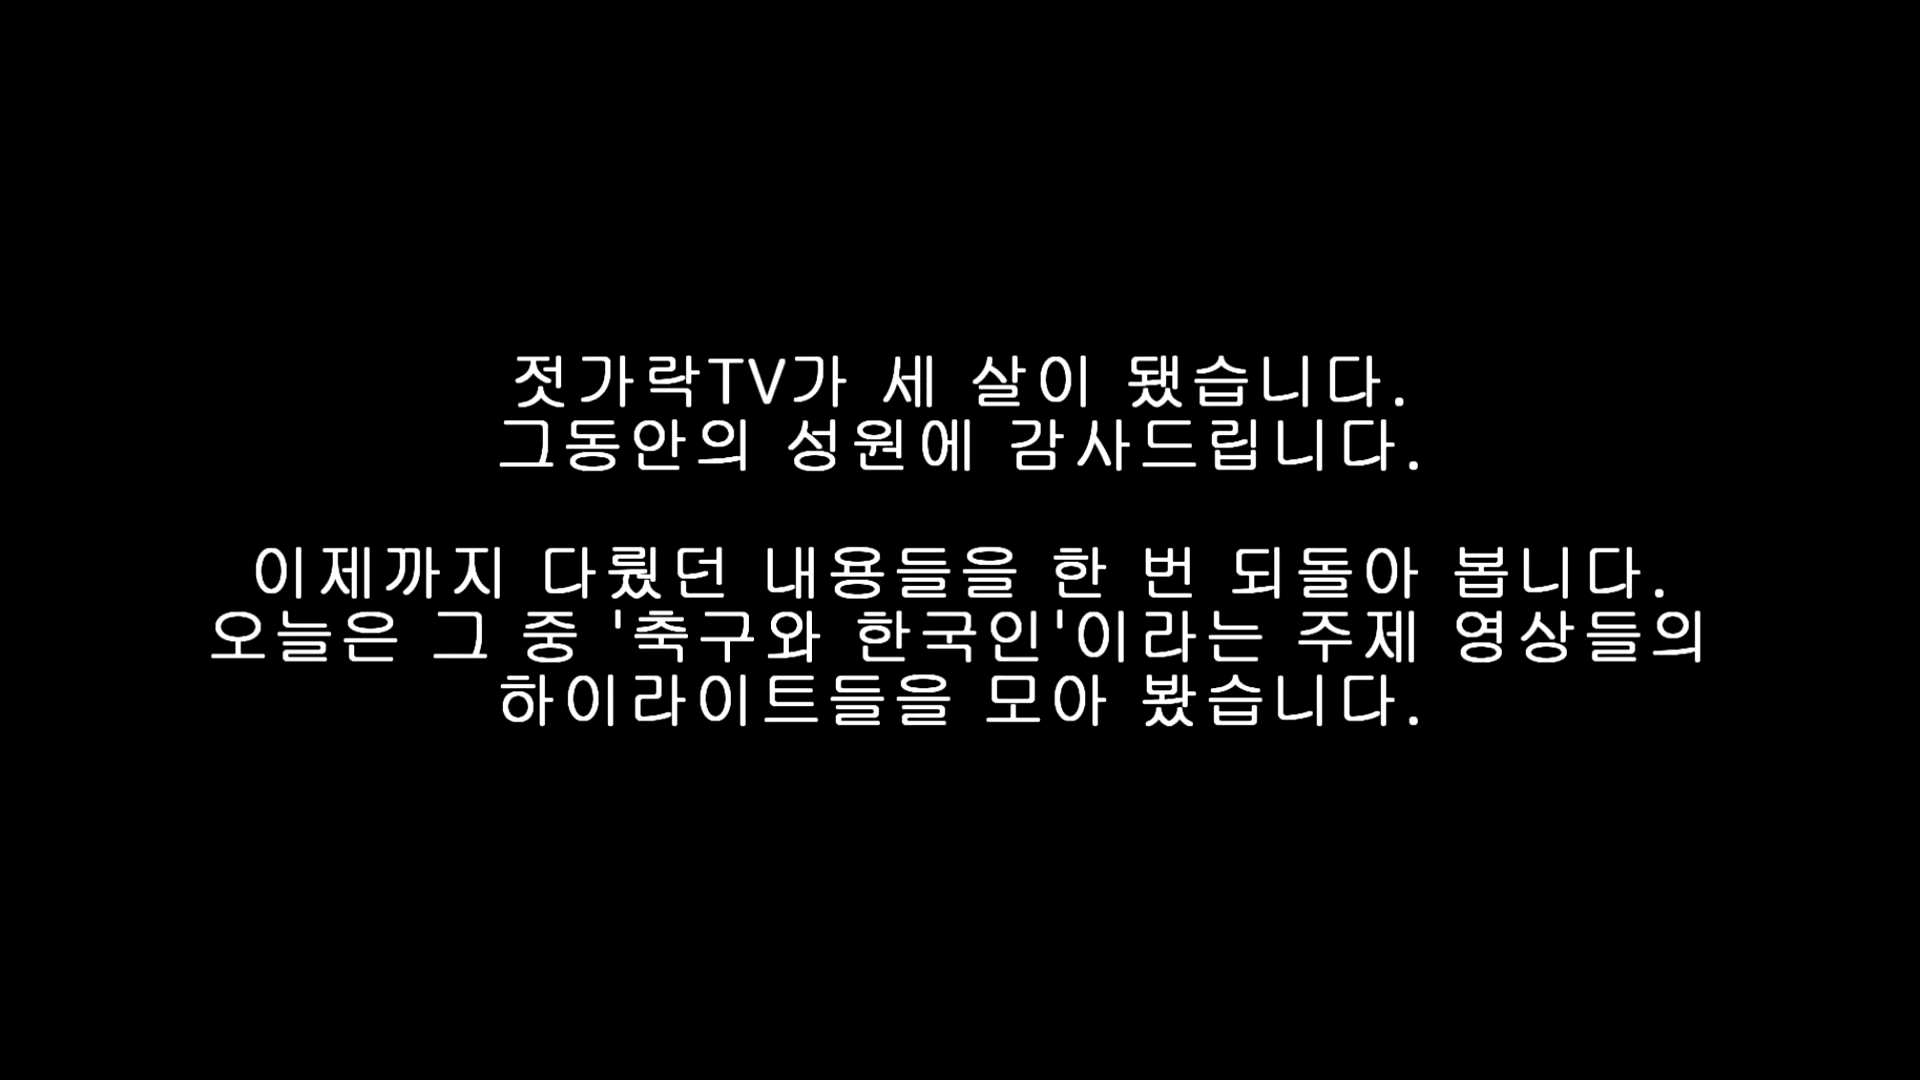 젓가락TV가 세 살이 됐습니다.
그동안의 성원에 감사드립니다.
이제까지 다뤘던 내용들을 한 번 되돌아 봅니다.
오늘은 그 중 '축구와 한국인'이라는 주제 영상들의
하이라이트들을 모아 봤습니다.